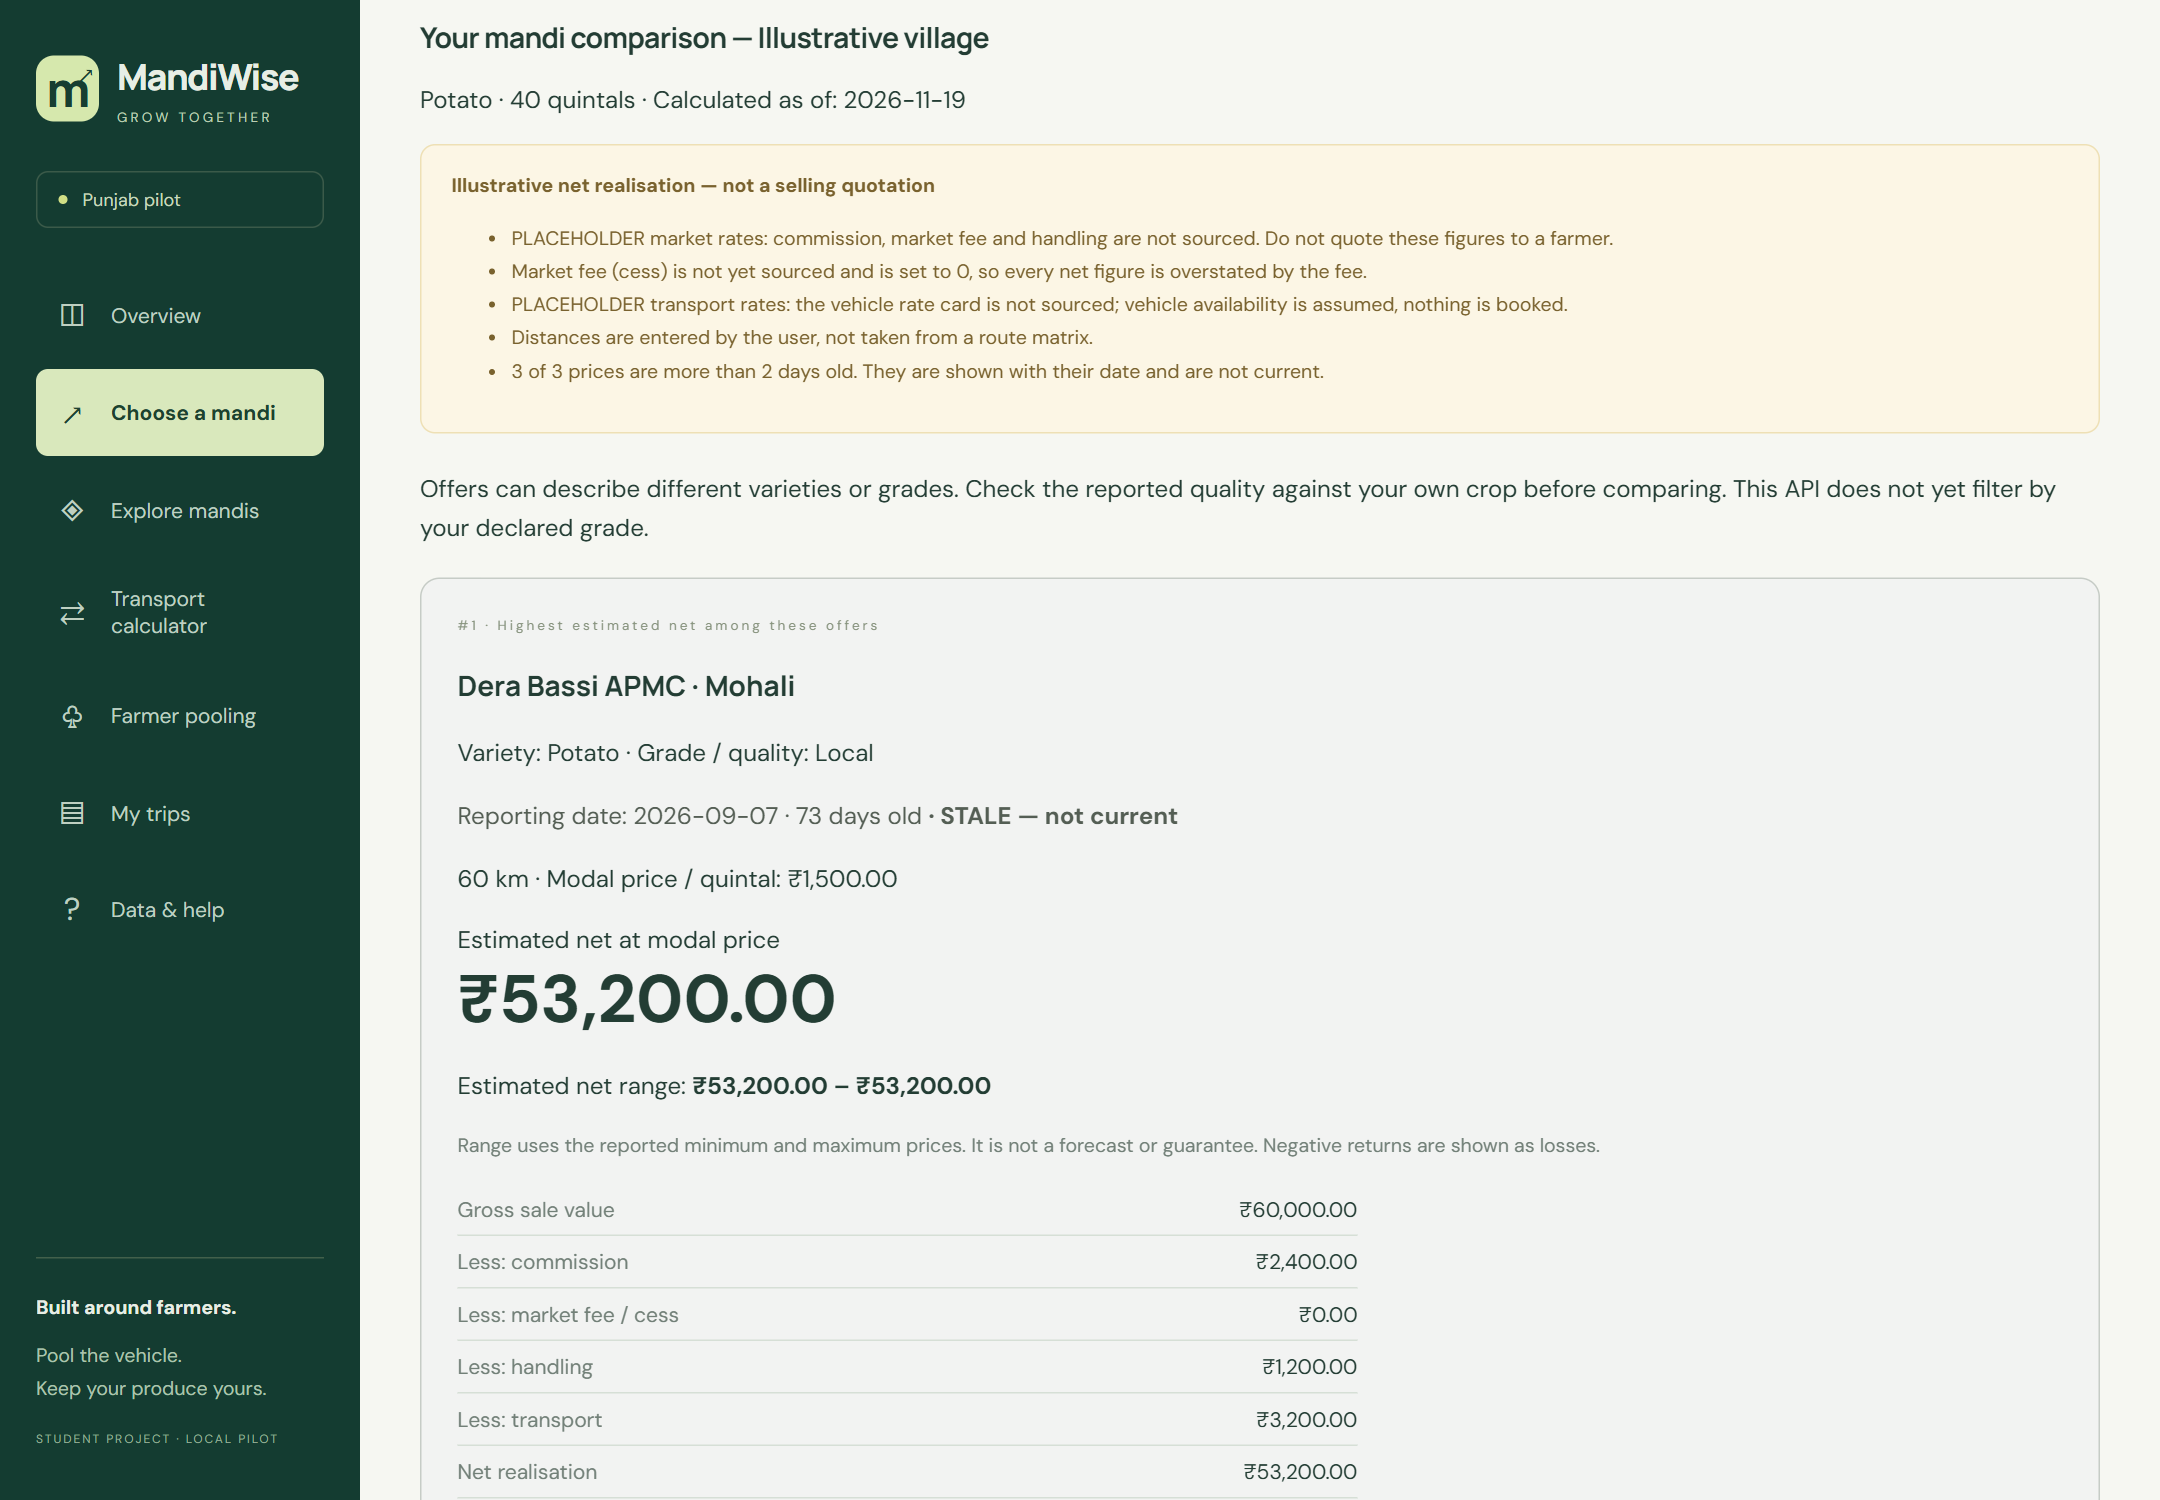 m
MandiWise
GROW TOGETHER
Punjab pilot
Overview
Choose a mandi
Explore mandis
Transport
calculator
Farmer pooling
My trips
? Data & help
Built around farmers.
Pool the vehicle.
Keep your produce yours.
STUDENT PROJECT · LOCAL PILOT
Your mandi comparison — Illustrative village
Potato · 40 quintals · Calculated as of: 2026-11-19
Illustrative net realisation — not a selling quotation
• PLACEHOLDER market rates: commission, market fee and handling are not sourced. Do not quote these figures to a farmer.
• Market fee (cess) is not yet sourced and is set to 0, so every net figure is overstated by the fee.
• PLACEHOLDER transport rates: the vehicle rate card is not sourced; vehicle availability is assumed, nothing is booked.
• Distances are entered by the user, not taken from a route matrix.
• 3 of 3 prices are more than 2 days old. They are shown with their date and are not current.
Offers can describe different varieties or grades. Check the reported quality against your own crop before comparing. This API does not yet filter by
your declared grade.
#1 · Highest estimated net among these offers
Dera Bassi APMC · Mohali
Variety: Potato · Grade / quality: Local
Reporting date: 2026-09-07 · 73 days old · STALE — not current
60 km · Modal price / quintal: ₹1,500.00
Estimated net at modal price
₹53,200.00
Estimated net range: ₹53,200.00 – ₹53,200.00
Range uses the reported minimum and maximum prices. It is not a forecast or guarantee. Negative returns are shown as losses.
Gross sale value ₹60,000.00
Less: commission ₹2,400.00
Less: market fee / cess ₹0.00
Less: handling ₹1,200.00
Less: transport ₹3,200.00
Net realisation ₹53,200.00